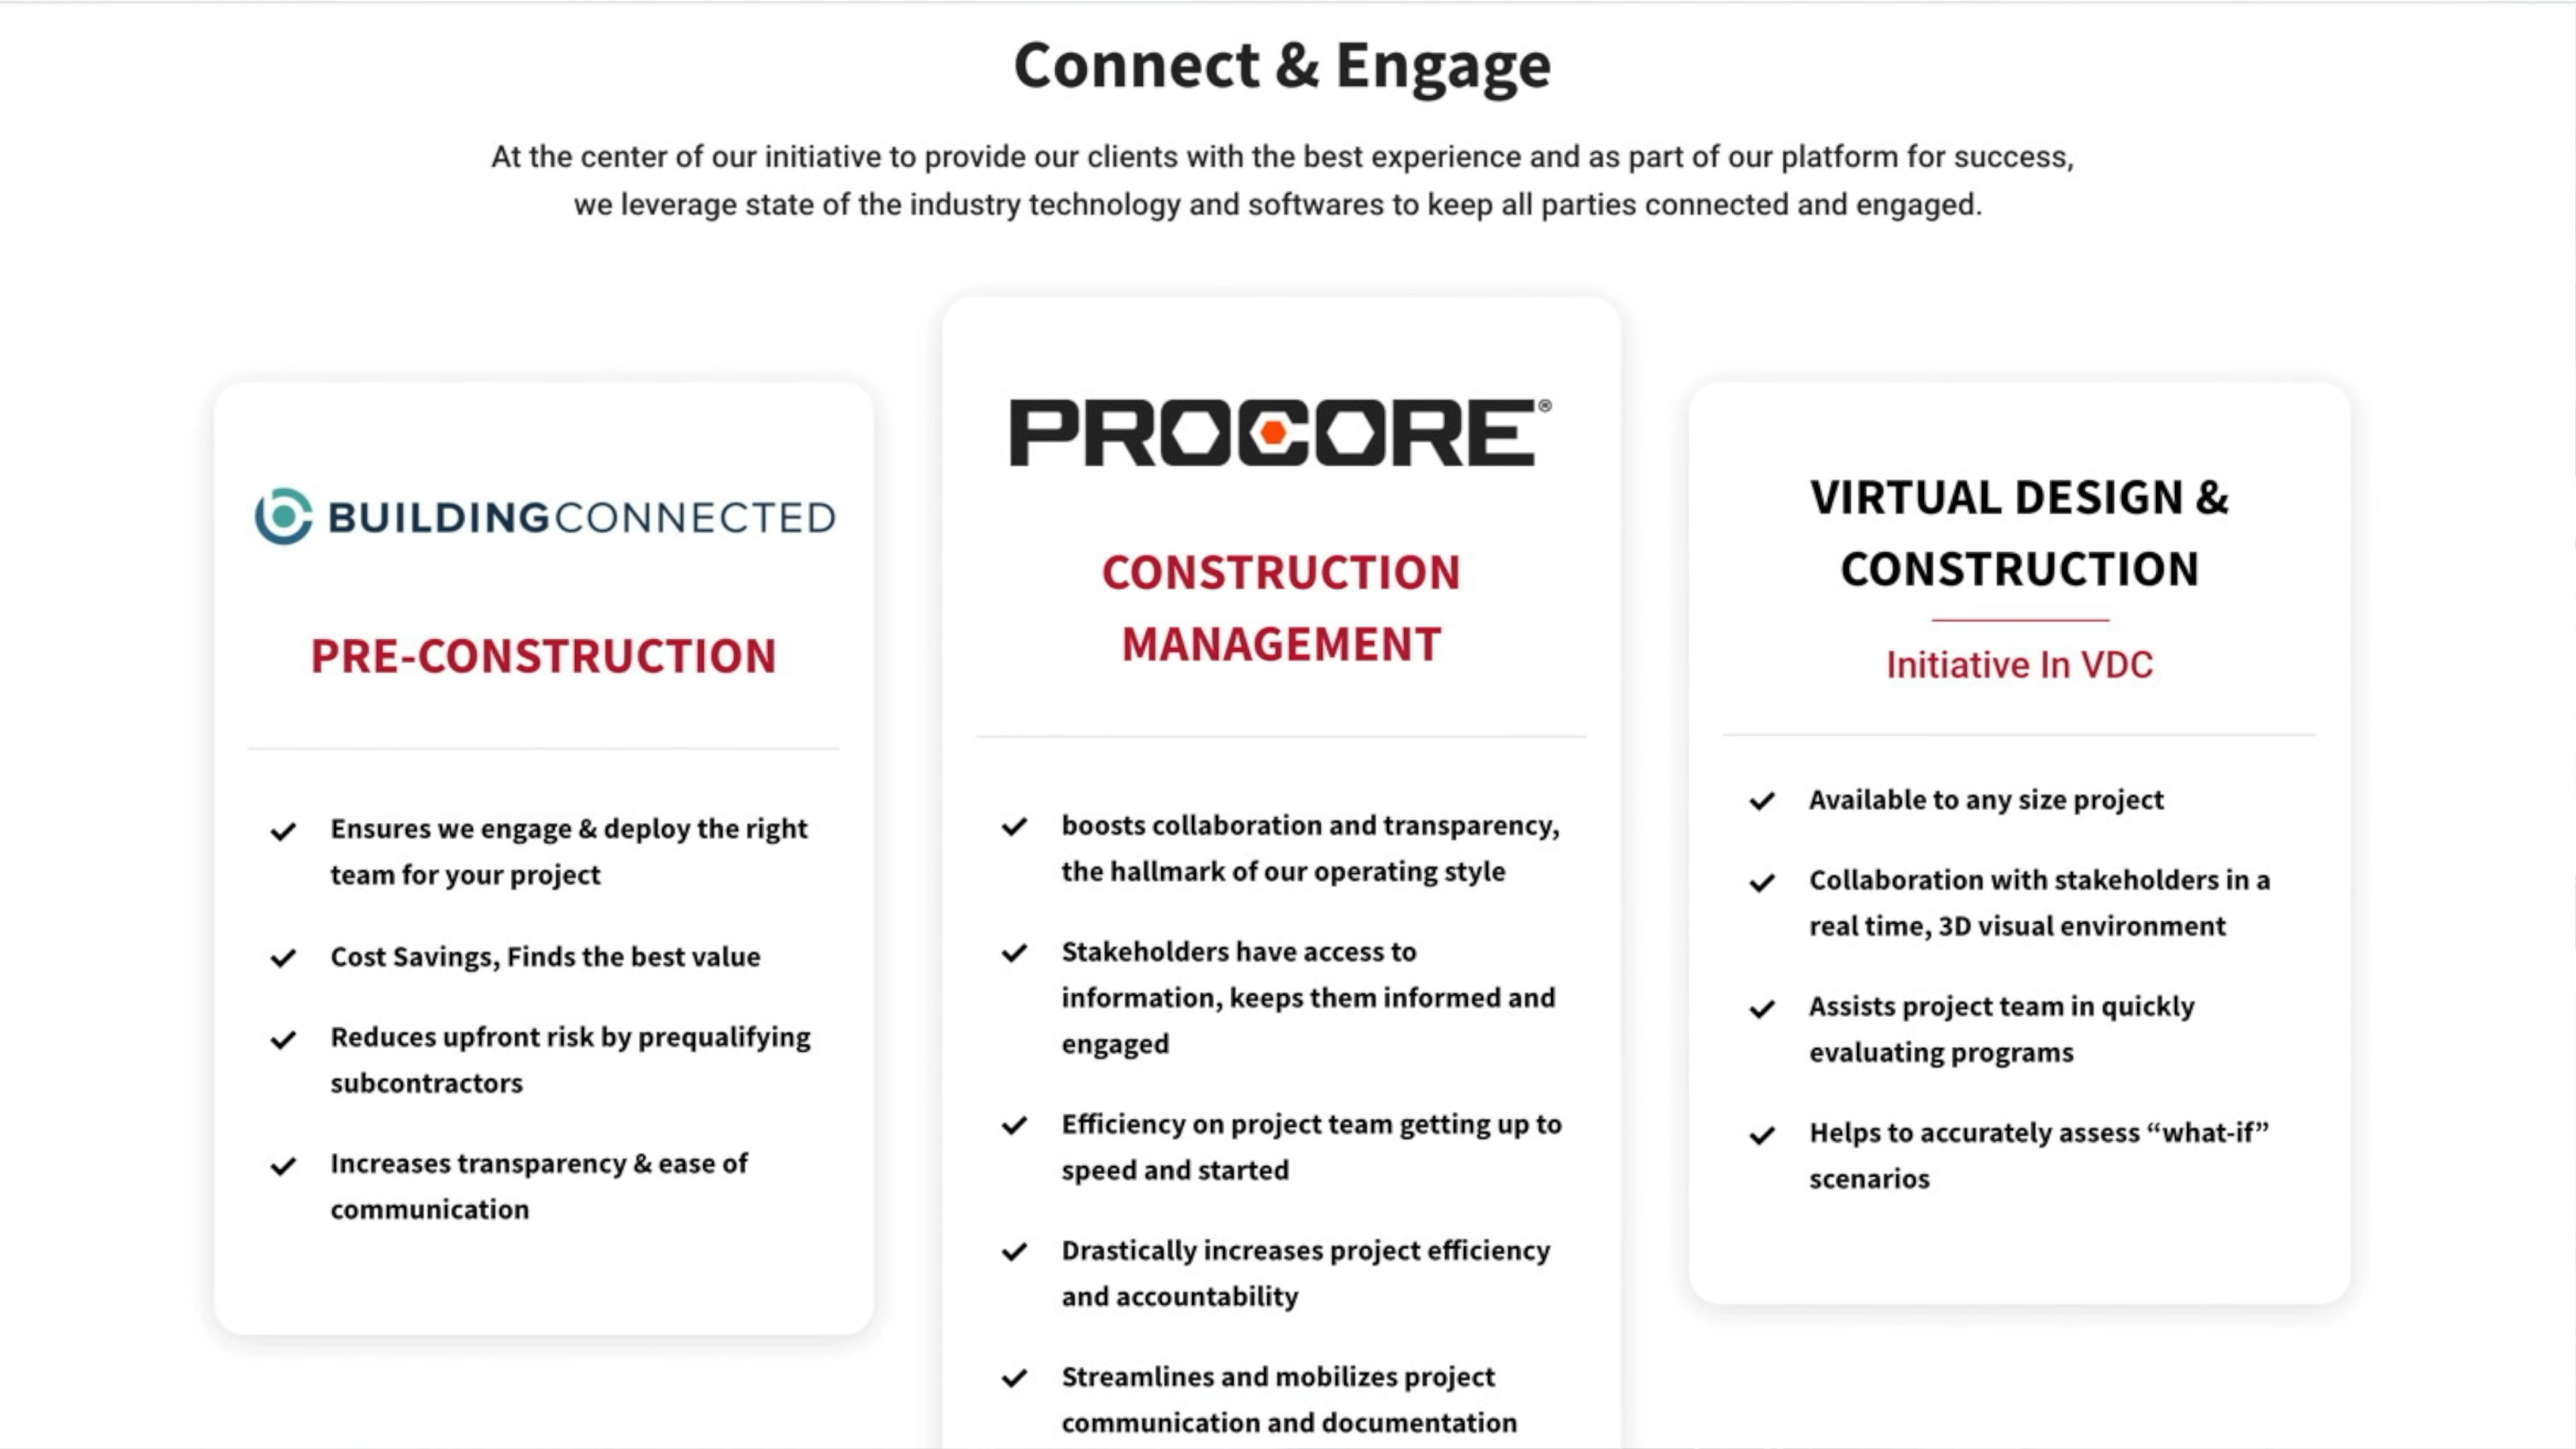 Connect & Engage
At the center of our initiative to provide our clients with the best experience and as part of our platform for success,
we leverage state of the industry technology and softwares to keep all parties connected and engaged.
BUILDINGCONNECTED
PRE-CONSTRUCTION
Ensures we engage & deploy the right
team for your project
Cost Savings, Finds the best value
Reduces upfront risk by prequalifying
subcontractors
Increases transparency & ease of
communication
PROCORE®
CONSTRUCTION
MANAGEMENT
boosts collaboration and transparency,
the hallmark of our operating style
Stakeholders have access to
information, keeps them informed and
engaged
Efficiency on project team getting up to
speed and started
Drastically increases project efficiency
and accountability
Streamlines and mobilizes project
communication and documentation
VIRTUAL DESIGN &
CONSTRUCTION
Initiative In VDC
Available to any size project
Collaboration with stakeholders in a
real time, 3D visual environment
Assists project team in quickly
evaluating programs
Helps to accurately assess “what-if”
scenarios